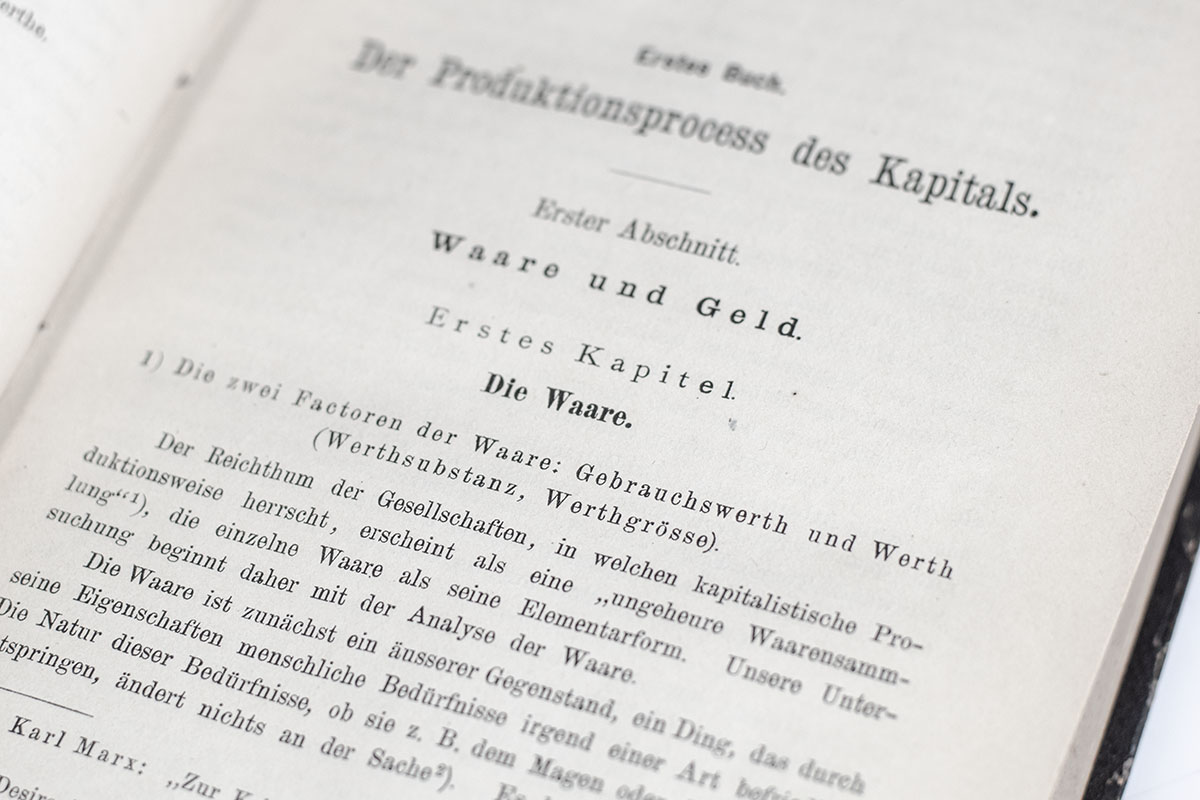 erthe.
Erstes Buch.
Der Produktionsprocess des Kapitals.
Erster Abschnitt.
Waare und Geld.
Erstes Kapitel.
Die Waare.
1) Die zwei Factoren der Waare: Gebrauchswerth und Werth
(Werthsubstanz, Werthgrösse).
Der Reichthum der Gesellschaften, in welchen kapitalistische Pro-
duktionsweise herrscht, erscheint als eine „ungeheure Waarensamm-
lung“¹), die einzelne Waare als seine Elementarform. Unsere Unter-
suchung beginnt daher mit der Analyse der Waare.
Die Waare ist zunächst ein äusserer Gegenstand, ein Ding, das durch
seine Eigenschaften menschliche Bedürfnisse irgend einer Art
Die Natur dieser Bedürfnisse, ob sie z. B. dem Magen oder
tspringen, ändert nichts an der Sache²). Es
Karl Marx: „Zur